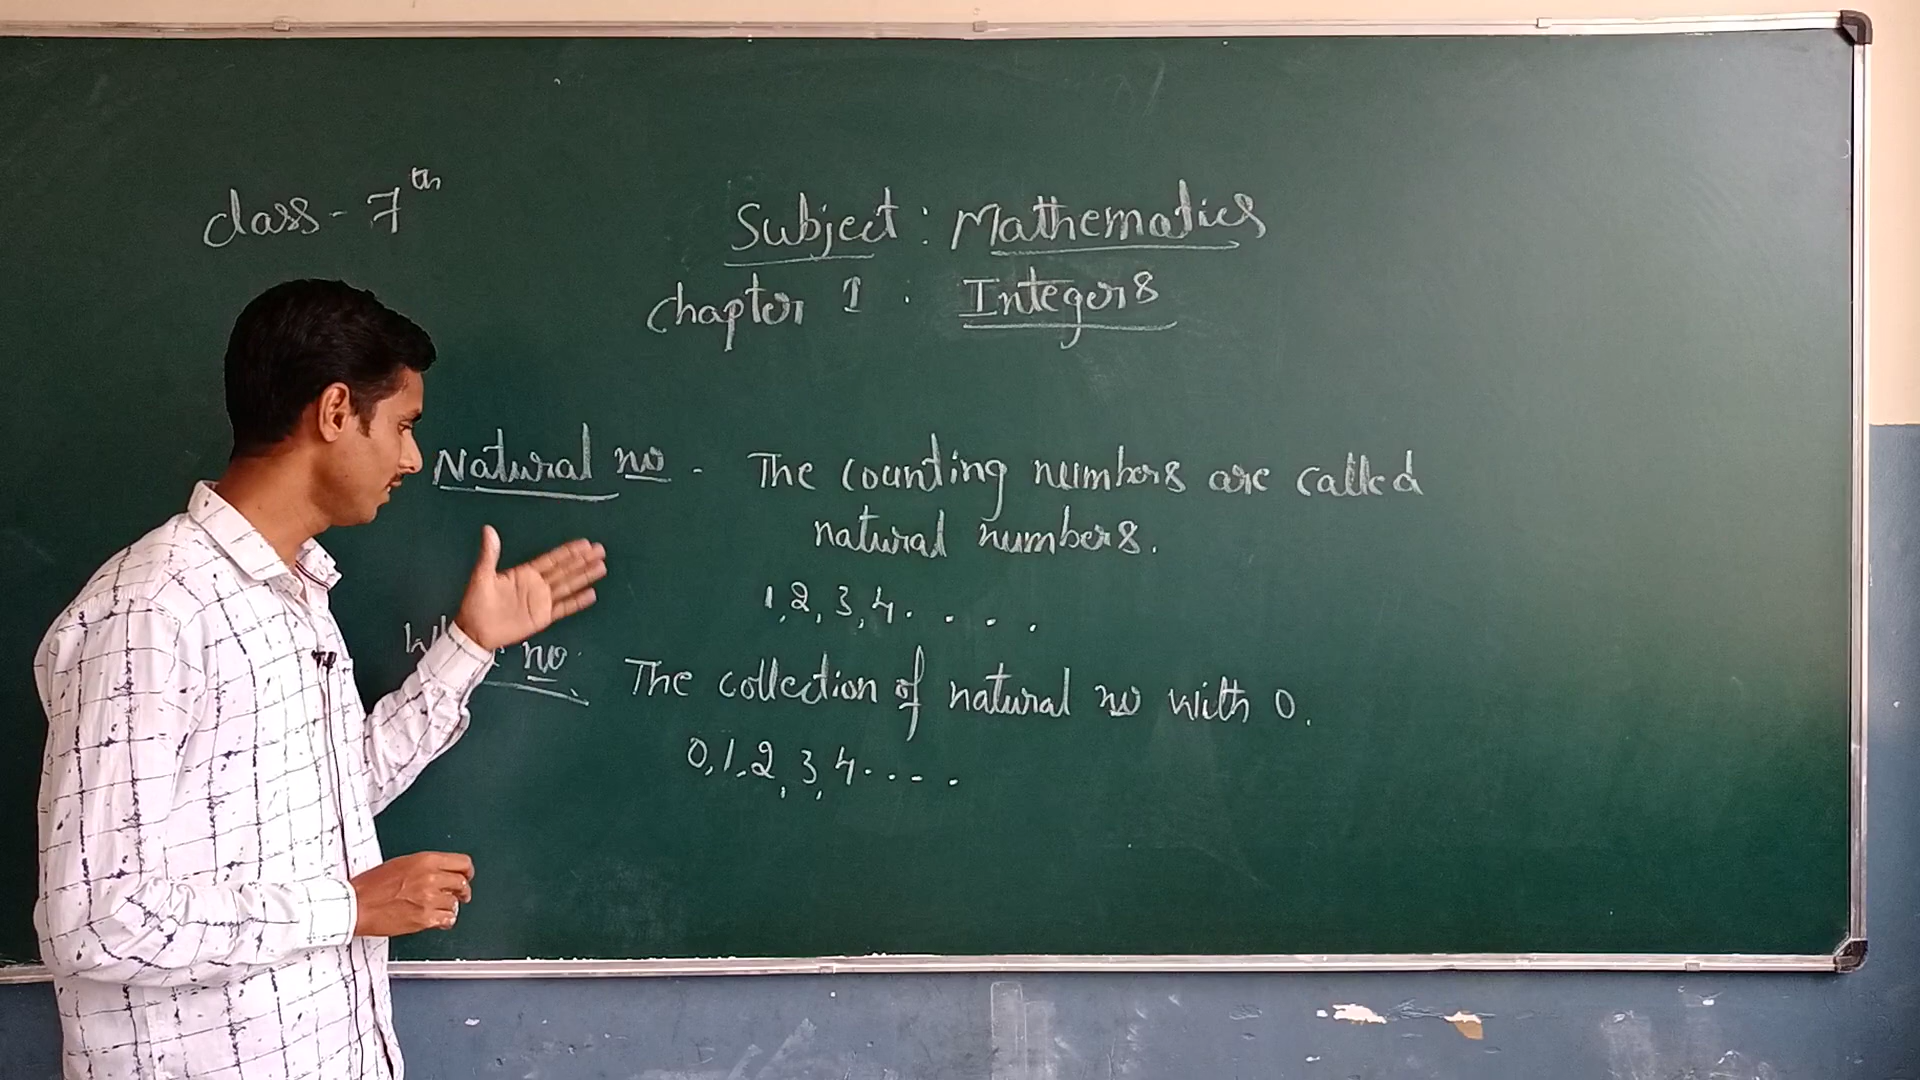 class - 7th
Subject : Mathematics
Chapter 1 . Integers
Natural no - The counting numbers are called
natural numbers.
1, 2, 3, 4 . . . .
no. The collection of natural no with 0.
0, 1, 2, 3, 4 . . . . .